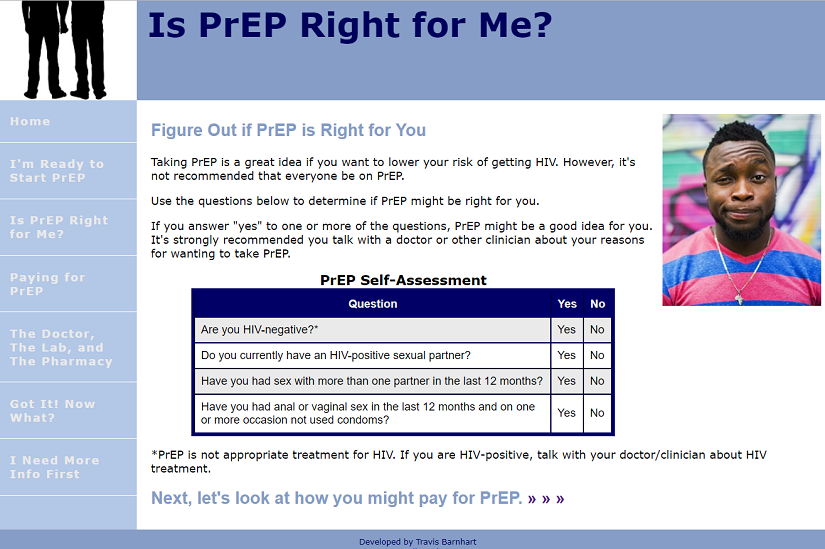 Is PrEP Right for Me?
Home
I'm Ready to
Start PrEP
Is PrEP Right
for Me?
Paying for
PrEP
The Doctor,
The Lab, and
The Pharmacy
Got It! Now
What?
I Need More
Info First
Figure Out if PrEP is Right for You
Taking PrEP is a great idea if you want to lower your risk of getting HIV. However, it's
not recommended that everyone be on PrEP.
Use the questions below to determine if PrEP might be right for you.
If you answer "yes" to one or more of the questions, PrEP might be a good idea for you.
It's strongly recommended you talk with a doctor or other clinician about your reasons
for wanting to take PrEP.
PrEP Self-Assessment
Question Yes No
Are you HIV-negative?* Yes No
Do you currently have an HIV-positive sexual partner? Yes No
Have you had sex with more than one partner in the last 12 months? Yes No
Have you had anal or vaginal sex in the last 12 months and on one
or more occasion not used condoms? Yes No
*PrEP is not appropriate treatment for HIV. If you are HIV-positive, talk with your doctor/clinician about HIV
treatment.
Next, let's look at how you might pay for PrEP. » » »
Developed by Travis Barnhart